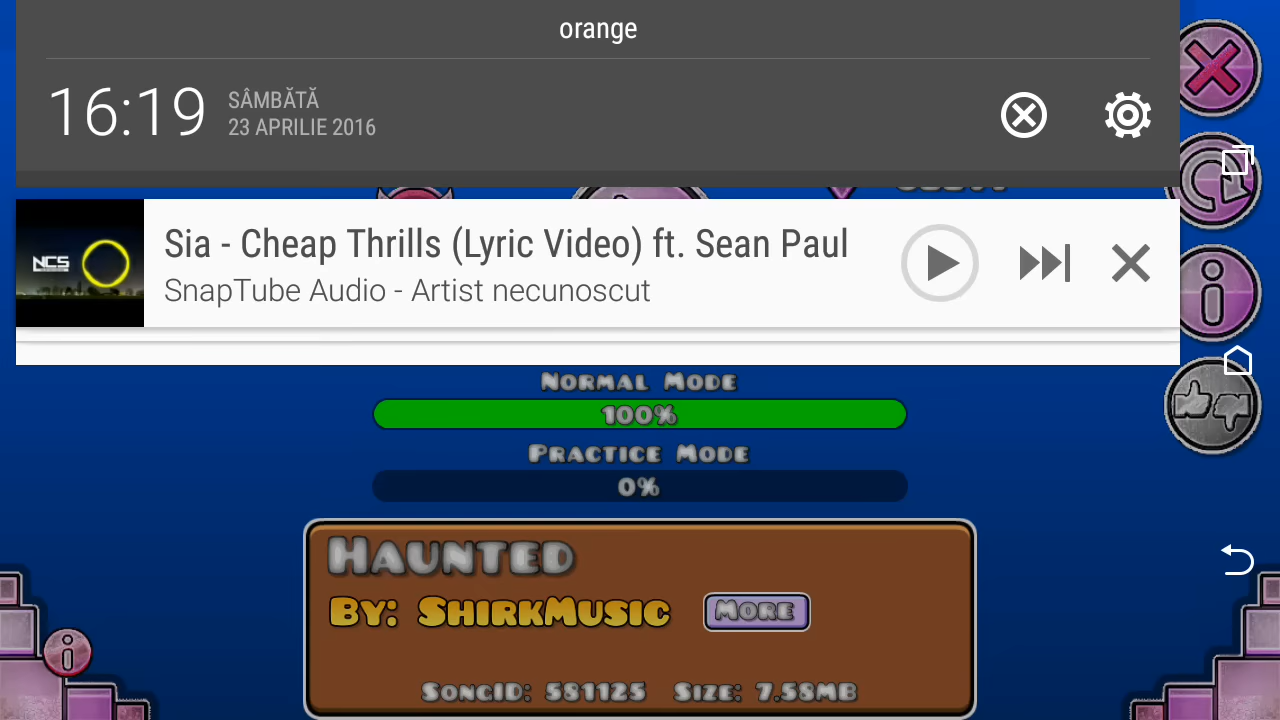 orange
16:19
SÂMBĂTĂ
23 APRILIE 2016
NCS
Sia - Cheap Thrills (Lyric Video) ft. Sean Paul
SnapTube Audio - Artist necunoscut
Normal Mode
100%
Practice Mode
0%
Haunted
By: ShirkMusic
More
SongID: 581125 Size: 7.58MB